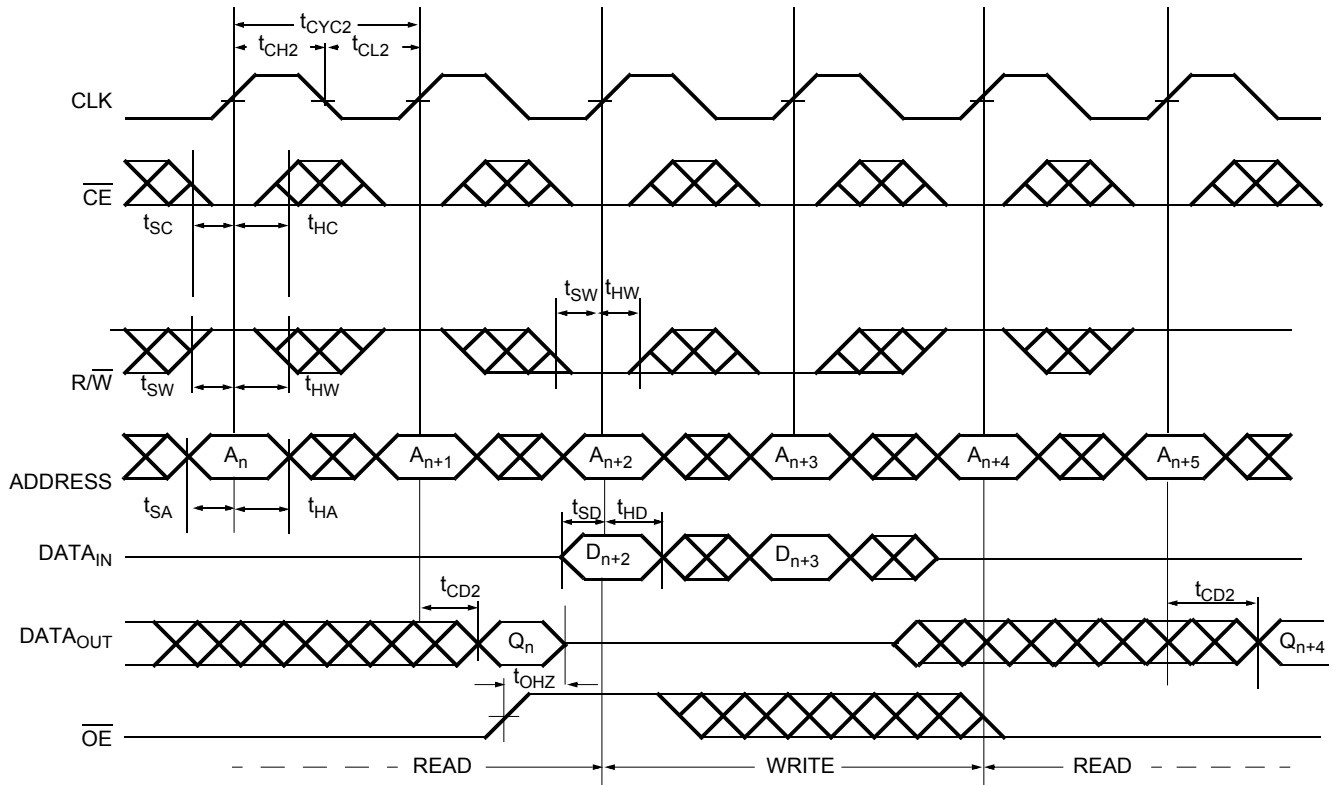 tCYC2
tCH2 tCL2
CLK
CE
tSC tHC
tSW tHW
R/W
tSW tHW
An An+1 An+2 An+3 An+4 An+5
ADDRESS
tSA tHA
tSD tHD
DATAIN
Dn+2 Dn+3
tCD2 tCD2
DATAOUT
Qn Qn+4
tOHZ
OE
READ WRITE READ